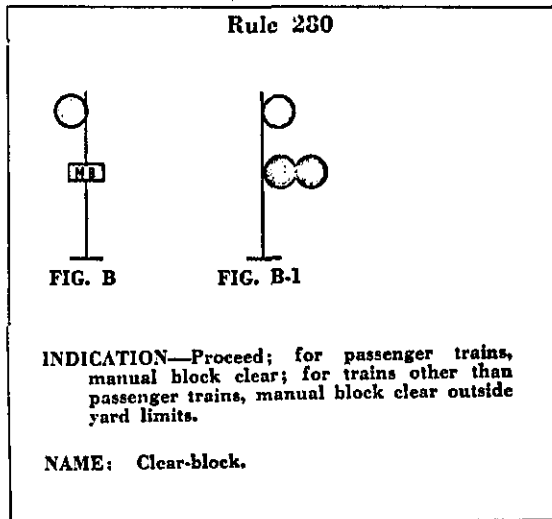 Rule 280
MB
FIG. B FIG. B-1
INDICATION—Proceed; for passenger trains,
manual block clear; for trains other than
passenger trains, manual block clear outside
yard limits.
NAME: Clear-block.